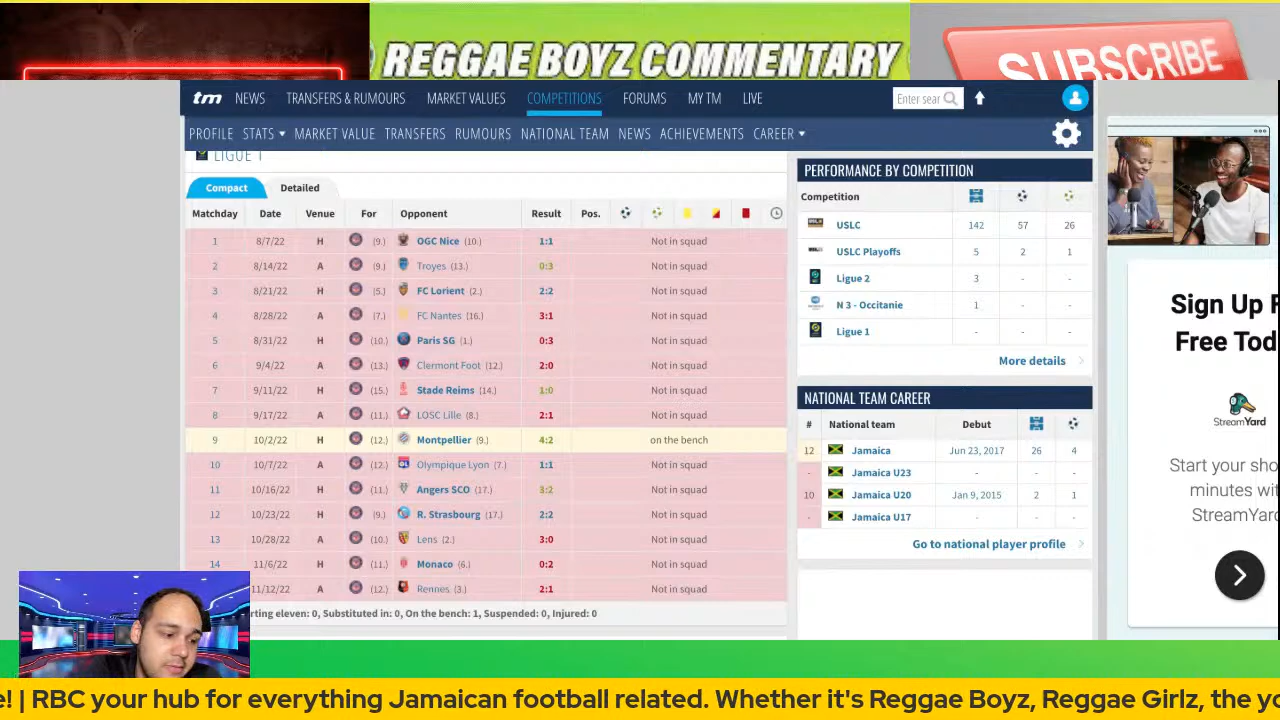 REGGAE BOYZ COMMENTARY
SUBSCRIBE
tm NEWS TRANSFERS & RUMOURS MARKET VALUES COMPETITIONS FORUMS MY TM LIVE Enter sear
PROFILE STATS MARKET VALUE TRANSFERS RUMOURS NATIONAL TEAM NEWS ACHIEVEMENTS CAREER
LIGUE 1
Compact Detailed
Matchday Date Venue For Opponent Result Pos.
1 8/7/22 H (9.) OGC Nice (10.) 1:1 Not in squad
2 8/14/22 A (9.) Troyes (13.) 0:3 Not in squad
3 8/21/22 H (5.) FC Lorient (2.) 2:2 Not in squad
4 8/28/22 A (7.) FC Nantes (16.) 3:1 Not in squad
5 8/31/22 H (10.) Paris SG (1.) 0:3 Not in squad
6 9/4/22 A (13.) Clermont Foot (12.) 2:0 Not in squad
7 9/11/22 H (15.) Stade Reims (14.) 1:0 Not in squad
8 9/17/22 A (11.) LOSC Lille (8.) 2:1 Not in squad
9 10/2/22 H (12.) Montpellier (9.) 4:2 on the bench
10 10/7/22 A (12.) Olympique Lyon (7.) 1:1 Not in squad
11 10/16/22 H (11.) Angers SCO (17.) 3:2 Not in squad
12 10/23/22 H (9.) R. Strasbourg (17.) 2:2 Not in squad
13 10/28/22 A (10.) Lens (2.) 3:0 Not in squad
14 11/6/22 H (11.) Monaco (6.) 0:2 Not in squad
11/12/22 A (12.) Rennes (3.) 2:1 Not in squad
rting eleven: 0, Substituted in: 0, On the bench: 1, Suspended: 0, Injured: 0
PERFORMANCE BY COMPETITION
Competition
USLC 142 57 26
USLC Playoffs 5 2 1
Ligue 2 3 - -
N 3 - Occitanie 1 - -
Ligue 1 - - -
More details
NATIONAL TEAM CAREER
# National team Debut
12 Jamaica Jun 23, 2017 26 4
- Jamaica U23 - - -
10 Jamaica U20 Jan 9, 2015 2 1
- Jamaica U17 - - -
Go to national player profile
Sign Up F
Free Tod
StreamYard
Start your sho
minutes wit
StreamYard
e! | RBC your hub for everything Jamaican football related. Whether it's Reggae Boyz, Reggae Girlz, the yo